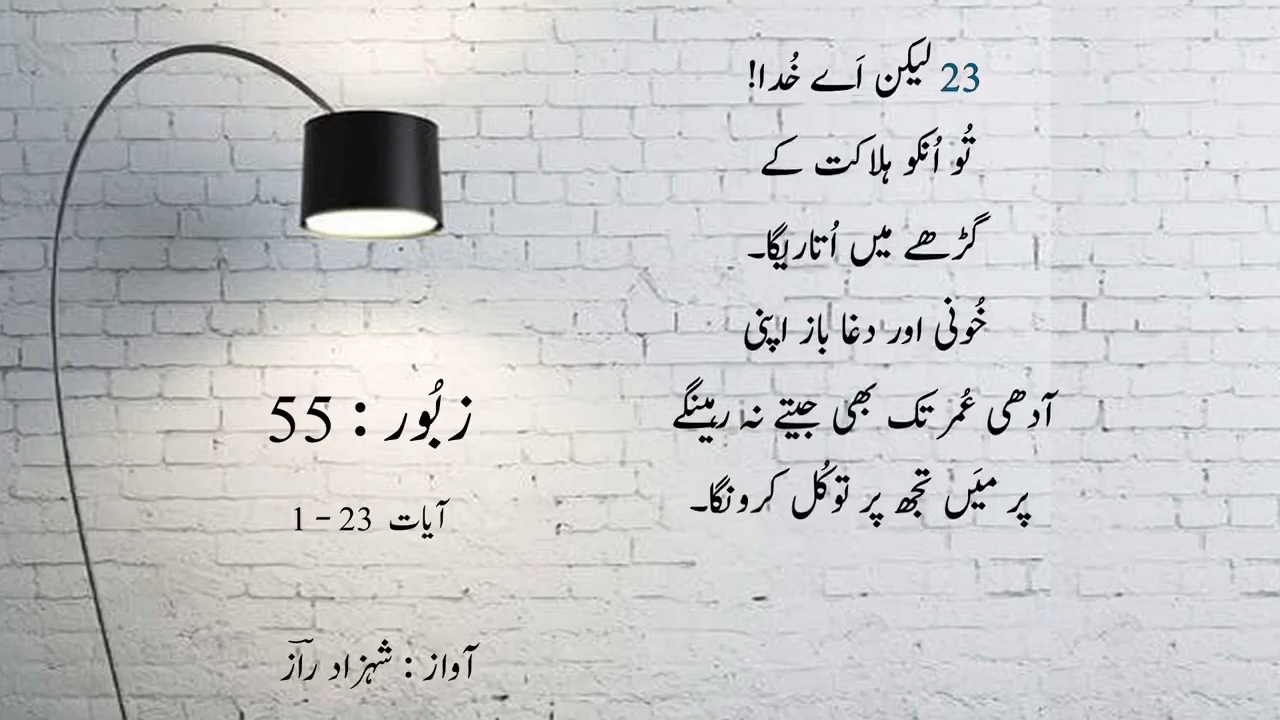 23 لیکن اَے خُدا!
تُو اُنکو ہلاکت کے
گڑھے میں اُتاریگا۔
خُونی اور دغا باز اپنی
آدھی عُمر تک بھی جیتے نہ رہینگے
پر میَں تجھ پر توکُل کرونگا۔
زبُور : 55
آیات 23 - 1
آواز : شہزاد رازؔ